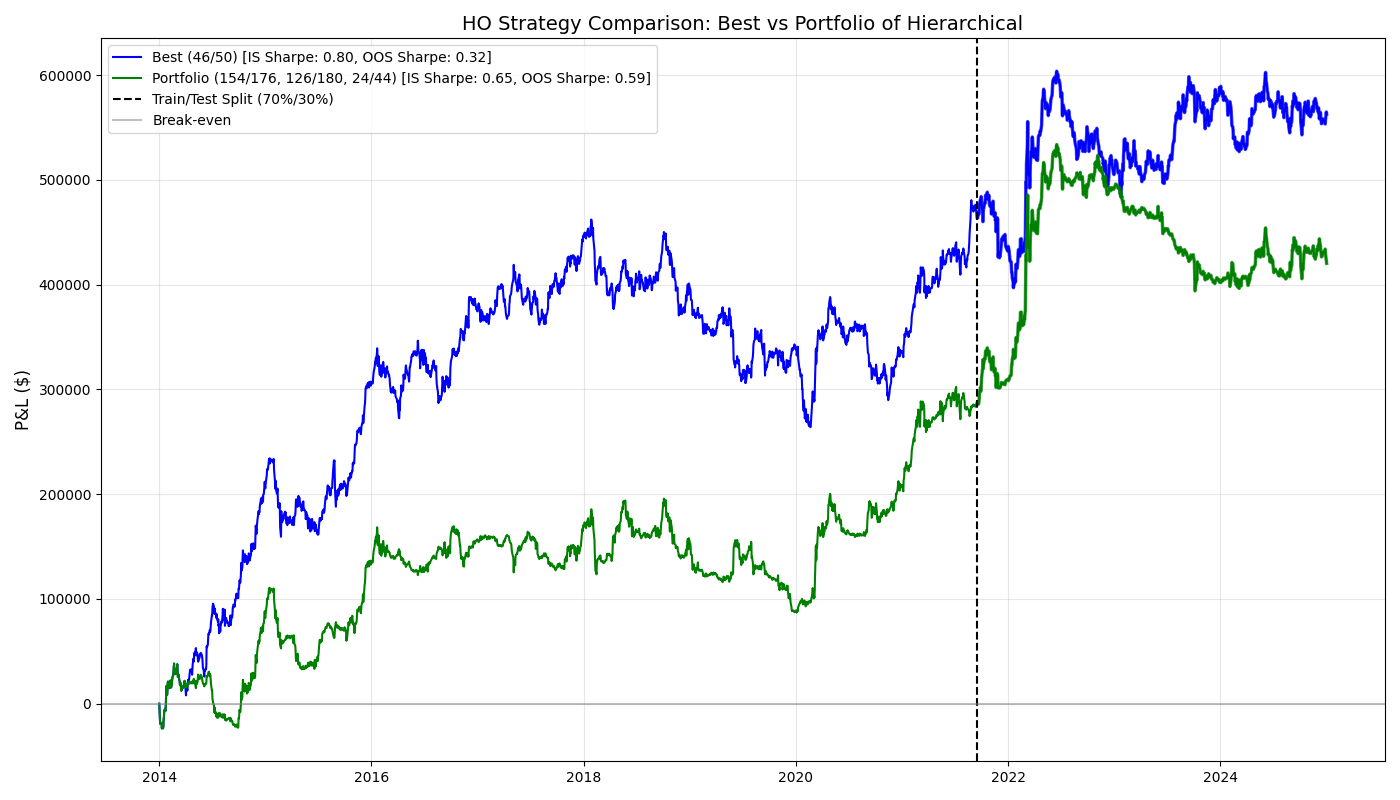 HO Strategy Comparison: Best vs Portfolio of Hierarchical
Best (46/50) [IS Sharpe: 0.80, OOS Sharpe: 0.32]
Portfolio (154/176, 126/180, 24/44) [IS Sharpe: 0.65, OOS Sharpe: 0.59]
Train/Test Split (70%/30%)
Break-even
P&L ($)
600000
500000
400000
300000
200000
100000
0
2014 2016 2018 2020 2022 2024